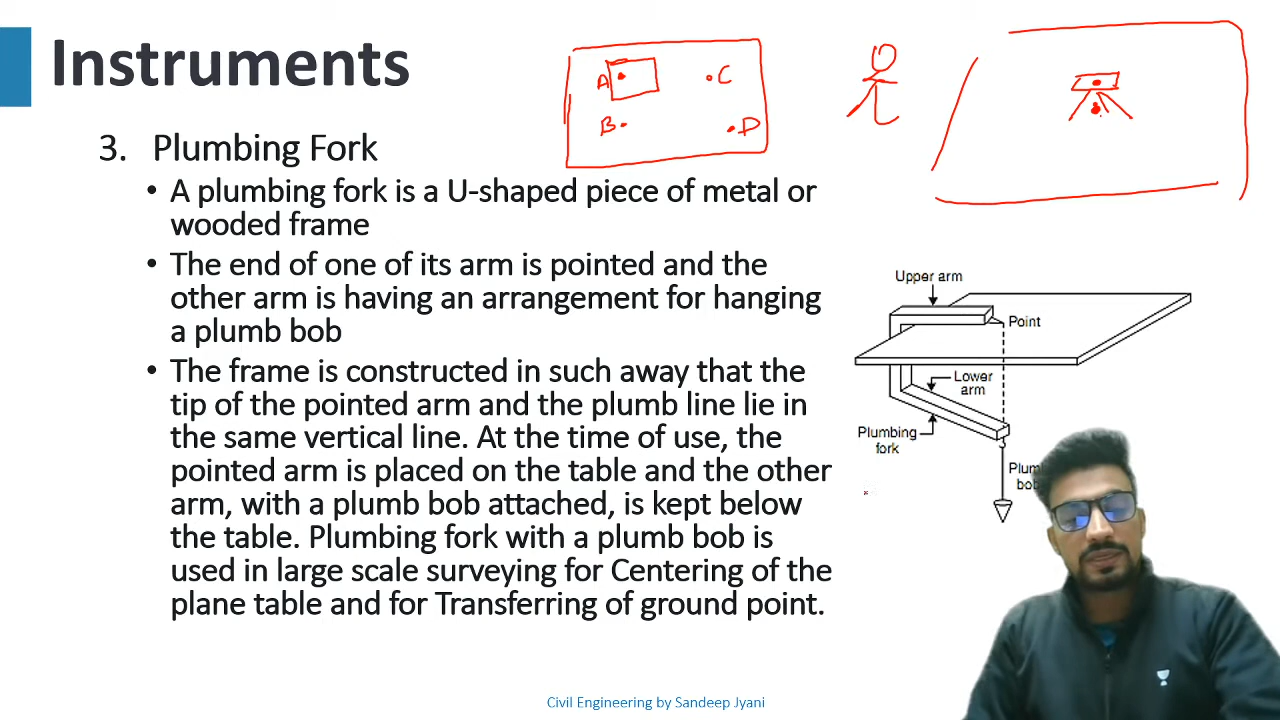 Instruments
A
C
B
D
3. Plumbing Fork
• A plumbing fork is a U-shaped piece of metal or
wooded frame
• The end of one of its arm is pointed and the
other arm is having an arrangement for hanging
a plumb bob
• The frame is constructed in such away that the
tip of the pointed arm and the plumb line lie in
the same vertical line. At the time of use, the
pointed arm is placed on the table and the other
arm, with a plumb bob attached, is kept below
the table. Plumbing fork with a plumb bob is
used in large scale surveying for Centering of the
plane table and for Transferring of ground point.
Upper arm
Point
Lower
arm
Plumbing
fork
Plum
bob
Civil Engineering by Sandeep Jyani